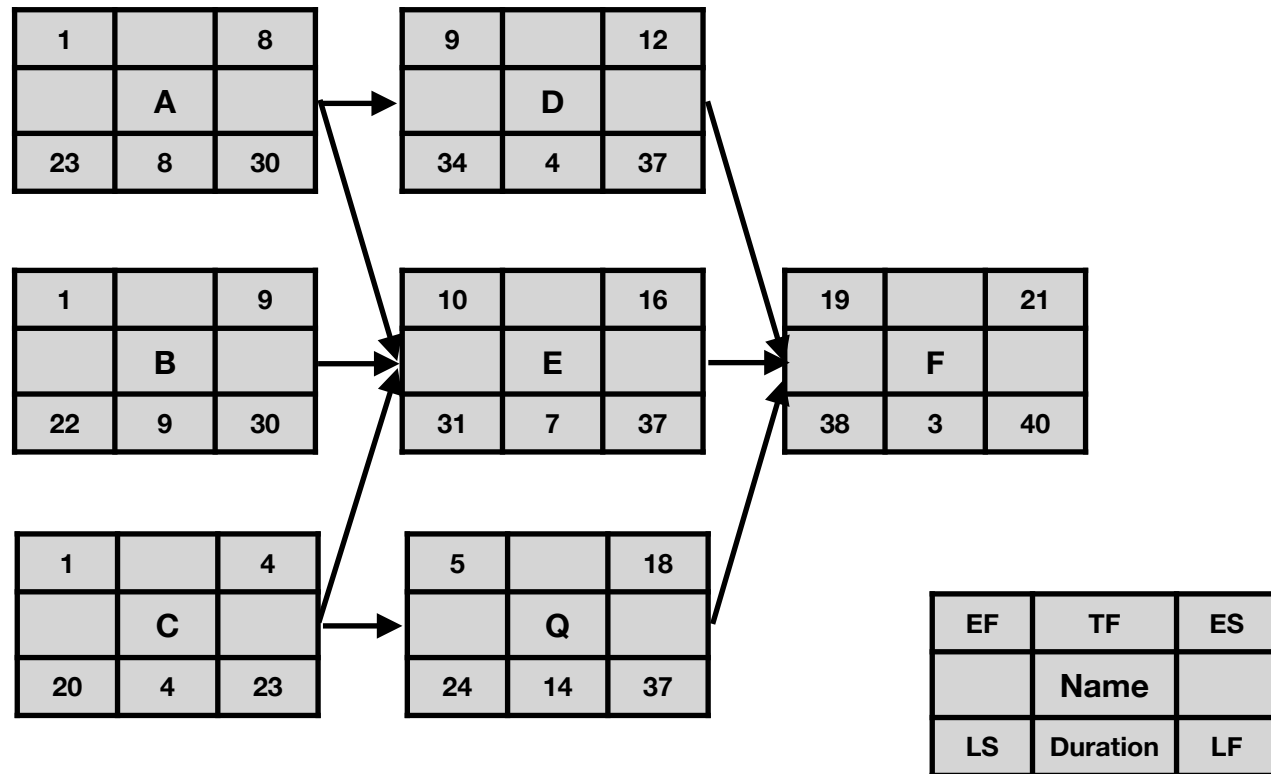 1 8
A
23 8 30
9 12
D
34 4 37
1 9
B
22 9 30
10 16
E
31 7 37
19 21
F
38 3 40
1 4
C
20 4 23
5 18
Q
24 14 37
EF TF ES
Name
LS Duration LF